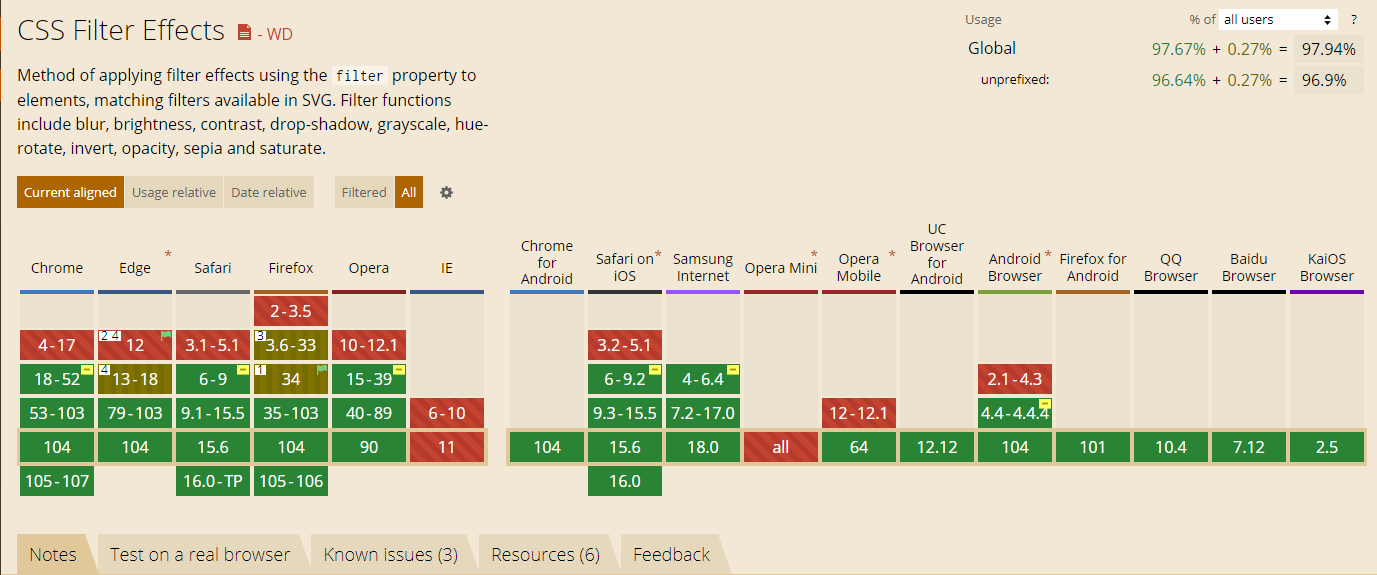 CSS Filter Effects - WD
Usage % of all users ?
Global 97.67% + 0.27% = 97.94%
unprefixed: 96.64% + 0.27% = 96.9%
Method of applying filter effects using the filter property to
elements, matching filters available in SVG. Filter functions
include blur, brightness, contrast, drop-shadow, grayscale, hue-
rotate, invert, opacity, sepia and saturate.
Current aligned Usage relative Date relative Filtered All
Chrome
4-17
18-52
53-103
104
105-107
Edge *
2 4 12
4 13-18
79-103
104
Safari
3.1-5.1
6-9
9.1-15.5
15.6
16.0-TP
Firefox
2-3.5
3 3.6-33
1 34
35-103
104
105-106
Opera
10-12.1
15-39
40-89
90
IE
6-10
11
Chrome
for
Android
104
Safari on *
iOS
3.2-5.1
6-9.2
9.3-15.5
15.6
16.0
Samsung
Internet
4-6.4
7.2-17.0
18.0
Opera Mini *
all
Opera *
Mobile
12-12.1
64
UC
Browser
for
Android
12.12
Android *
Browser
2.1-4.3
4.4-4.4.4
104
Firefox for
Android
101
QQ
Browser
10.4
Baidu
Browser
7.12
KaiOS
Browser
2.5
Notes Test on a real browser Known issues (3) Resources (6) Feedback